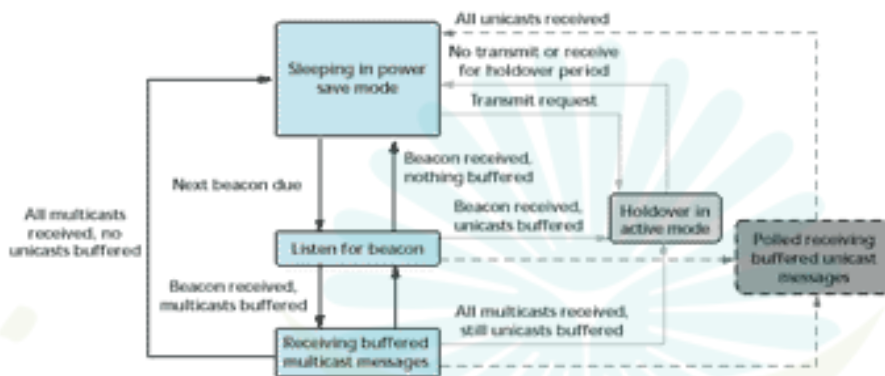 All unicasts received
No transmit or receive
for holdover period
Sleeping in power
save mode
Transmit request
Beacon received,
nothing buffered
Next beacon due
All multicasts
received, no
unicasts buffered
Beacon received,
unicasts buffered
Holdover in
active mode
Listen for beacon
Polled receiving
buffered unicast
messages
Beacon received,
multicasts buffered
All multicasts received,
still unicasts buffered
Receiving buffered
multicast messages